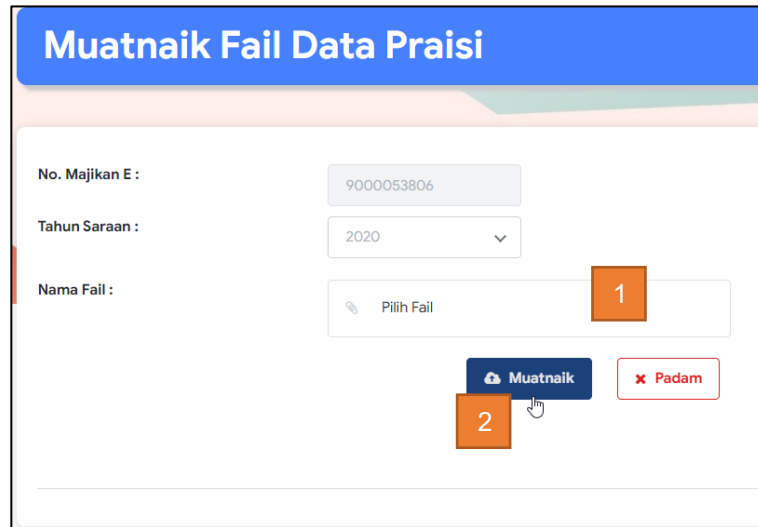 Muatnaik Fail Data Praisi
No. Majikan E :
9000053806
Tahun Saraan :
2020
Nama Fail :
Pilih Fail
1
Muatnaik
Padam
2